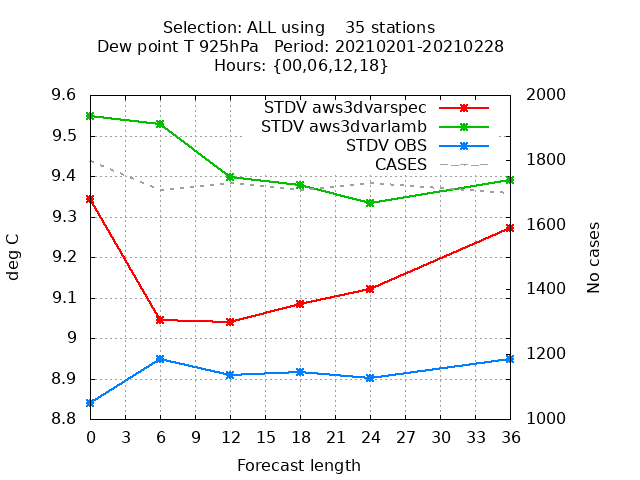 Selection: ALL using    35 stations
Dew point T 925hPa   Period: 20210201-20210228
Hours: {00,06,12,18}
STDV aws3dvarspec
STDV aws3dvarlamb
STDV OBS
CASES
9.6
9.5
9.4
9.3
9.2
9.1
9
8.9
8.8
deg C
2000
1800
1600
1400
1200
1000
No cases
0 3 6 9 12 15 18 21 24 27 30 33 36
Forecast length